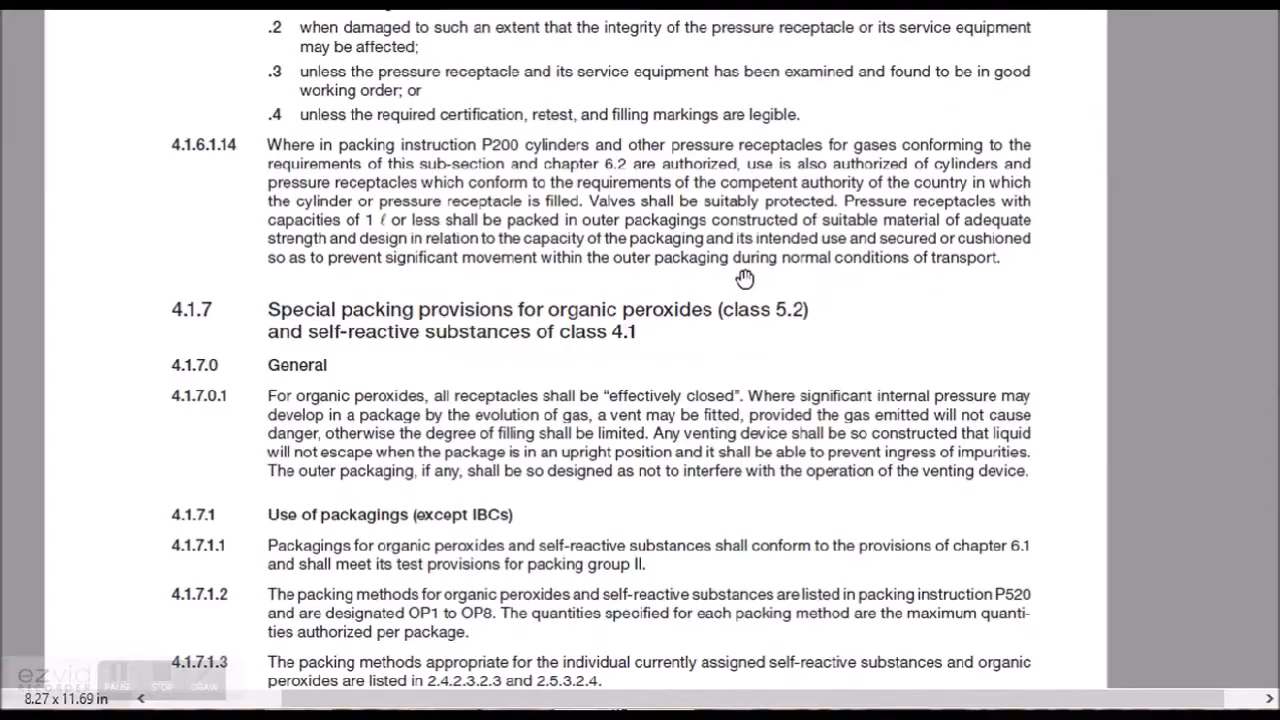 .2 when damaged to such an extent that the integrity of the pressure receptacle or its service equipment
may be affected;
.3 unless the pressure receptacle and its service equipment has been examined and found to be in good
working order; or
.4 unless the required certification, retest, and filling markings are legible.
4.1.6.1.14 Where in packing instruction P200 cylinders and other pressure receptacles for gases conforming to the
requirements of this sub-section and chapter 6.2 are authorized, use is also authorized of cylinders and
pressure receptacles which conform to the requirements of the competent authority of the country in which
the cylinder or pressure receptacle is filled. Valves shall be suitably protected. Pressure receptacles with
capacities of 1 ℓ or less shall be packed in outer packagings constructed of suitable material of adequate
strength and design in relation to the capacity of the packaging and its intended use and secured or cushioned
so as to prevent significant movement within the outer packaging during normal conditions of transport.
4.1.7 Special packing provisions for organic peroxides (class 5.2)
and self-reactive substances of class 4.1
4.1.7.0 General
4.1.7.0.1 For organic peroxides, all receptacles shall be “effectively closed”. Where significant internal pressure may
develop in a package by the evolution of gas, a vent may be fitted, provided the gas emitted will not cause
danger, otherwise the degree of filling shall be limited. Any venting device shall be so constructed that liquid
will not escape when the package is in an upright position and it shall be able to prevent ingress of impurities.
The outer packaging, if any, shall be so designed as not to interfere with the operation of the venting device.
4.1.7.1 Use of packagings (except IBCs)
4.1.7.1.1 Packagings for organic peroxides and self-reactive substances shall conform to the provisions of chapter 6.1
and shall meet its test provisions for packing group II.
4.1.7.1.2 The packing methods for organic peroxides and self-reactive substances are listed in packing instruction P520
and are designated OP1 to OP8. The quantities specified for each packing method are the maximum quanti-
ties authorized per package.
4.1.7.1.3 The packing methods appropriate for the individual currently assigned self-reactive substances and organic
peroxides are listed in 2.4.2.3.2.3 and 2.5.3.2.4.
ezvid
RECORDER PAUSE STOP DRAW
8.27 x 11.69 in